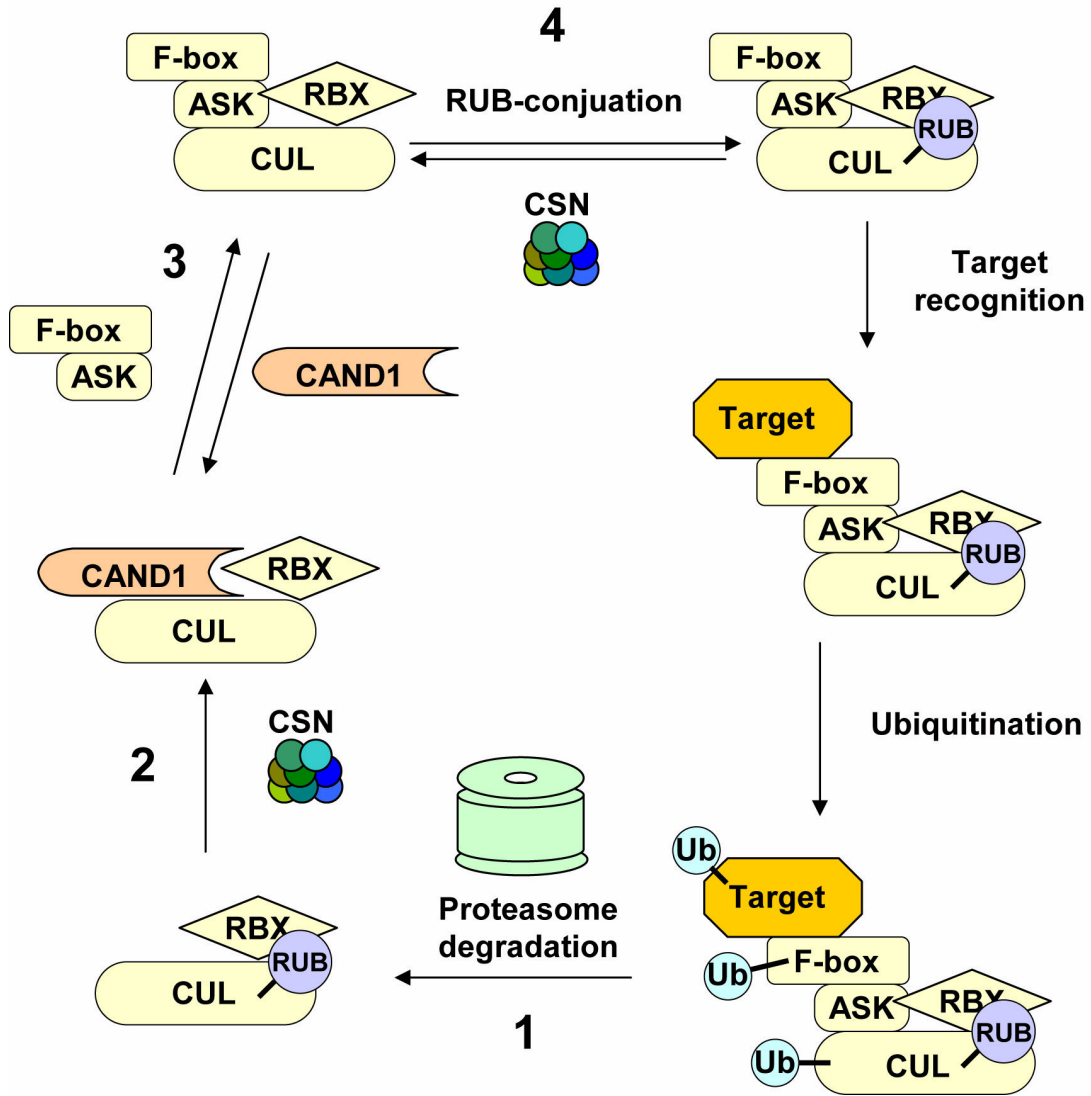 4
F-box
ASK
RBX
CUL
RUB-conjuation
CSN
F-box
ASK
RBX
RUB
CUL
3
F-box
ASK
CAND1
Target
recognition
Target
F-box
ASK
RBX
RUB
CUL
CAND1
RBX
CUL
2
CSN
Ubiquitination
RBX
RUB
CUL
Proteasome
degradation
1
Ub
Target
Ub
F-box
ASK
RBX
RUB
Ub
CUL